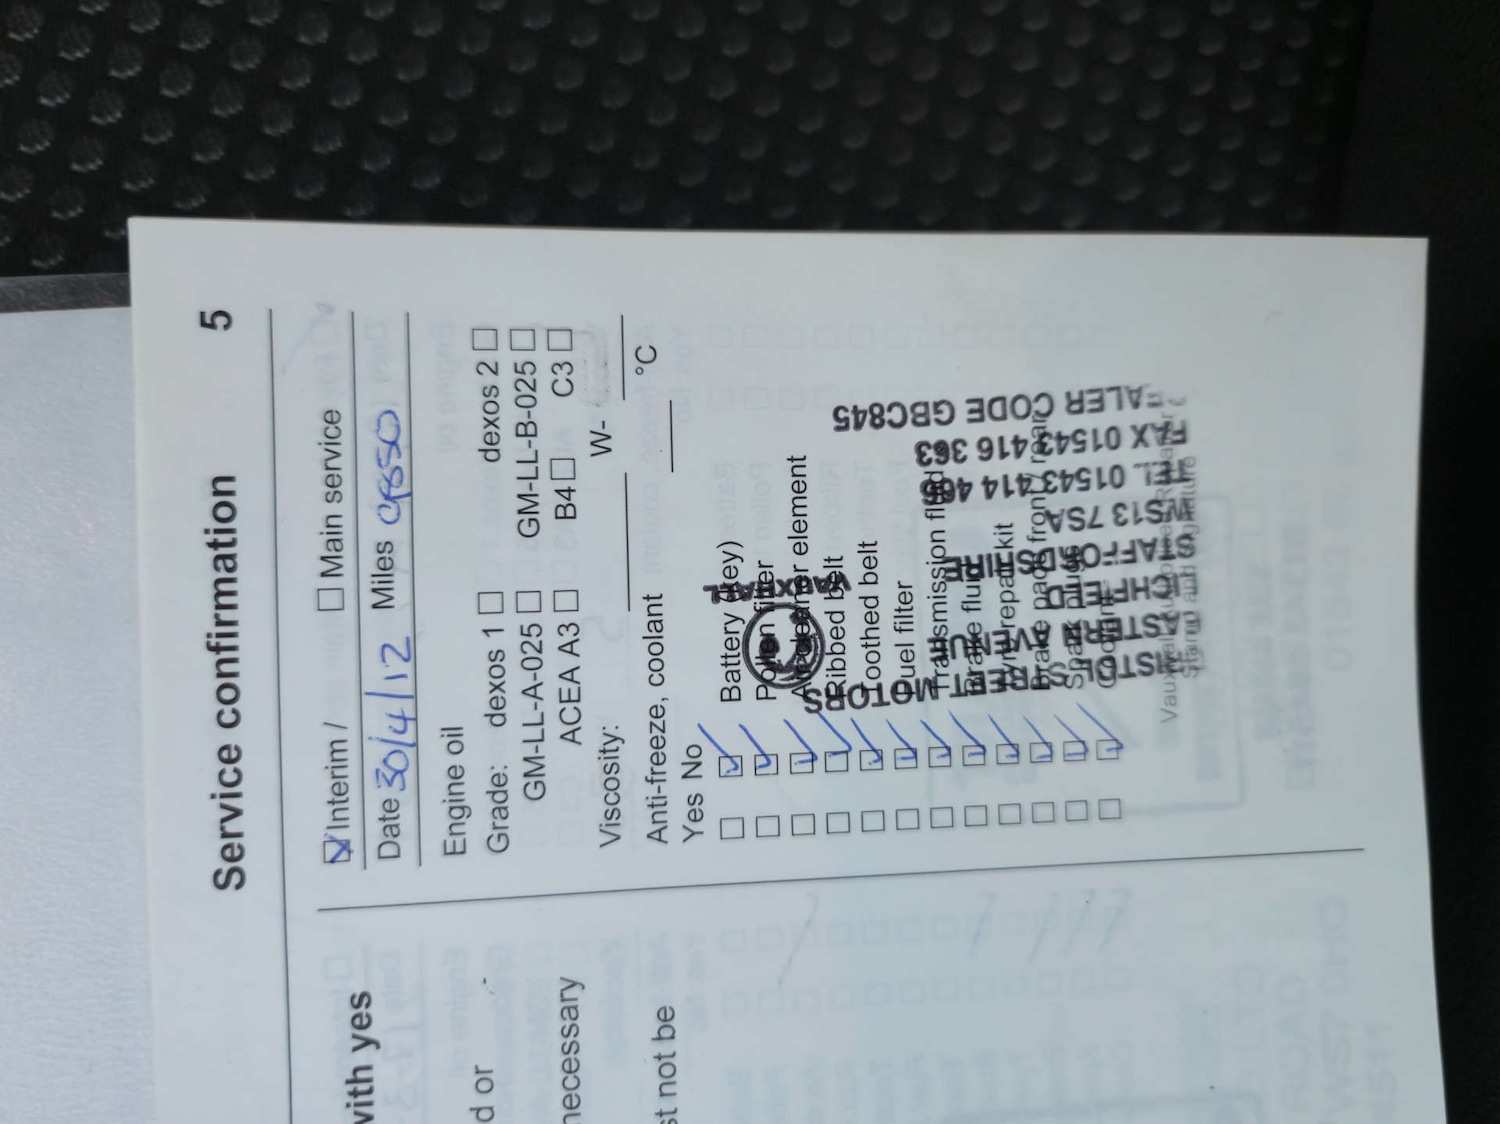 Service confirmation 5
Interim / Main service
Date 30/4/12 Miles
Engine oil
Grade: dexos 1 dexos 2
GM-LL-A-025 GM-LL-B-025
ACEA A3 B4 C3
Viscosity: W-
Anti-freeze, coolant °C
Yes No
Battery (key)
Pollen filter
Air cleaner element
Ribbed belt
Toothed belt
Fuel filter
Transmission fluid
Brake fluid
Tyre repair kit
Brake pads front / rear
Spark plugs
VAUXHALL
STREET MOTORS
EASTERN AVENUE
LICHFIELD
STAFFORDSHIRE
WS13 7SA
TEL 01543 414
FAX 01543 416 363
ALER CODE GBC845
with yes
d or
necessary
st not be